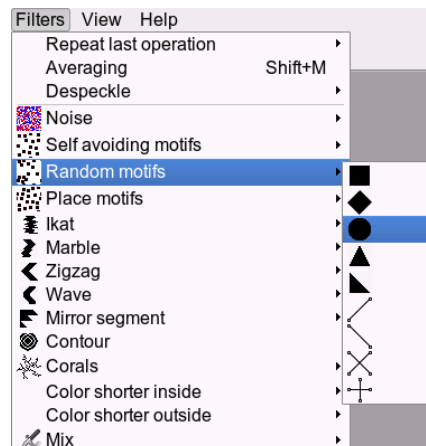 Filters View Help
Repeat last operation
Averaging Shift+M
Despeckle
Noise
Self avoiding motifs
Random motifs
Place motifs
Ikat
Marble
Zigzag
Wave
Mirror segment
Contour
Corals
Color shorter inside
Color shorter outside
Mix